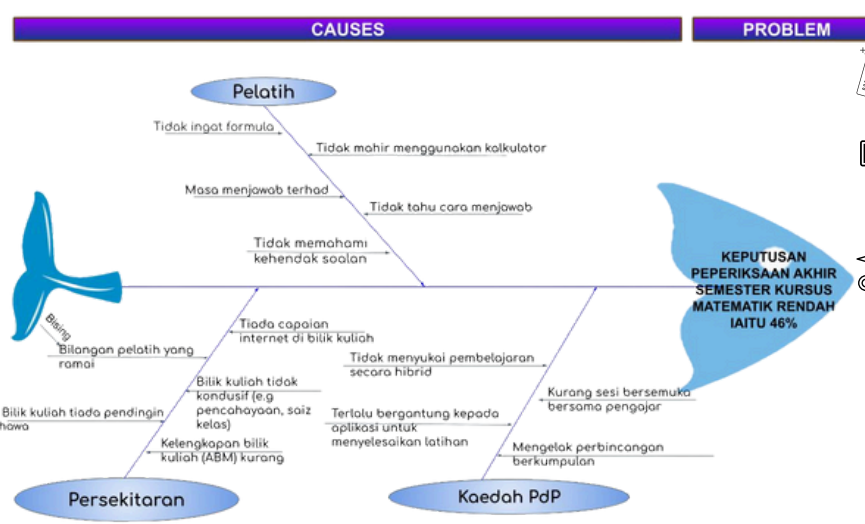 CAUSES
PROBLEM
Pelatih
Tidak ingat formula
Tidak mahir menggunakan kalkulator
Masa menjawab terhad
Tidak tahu cara menjawab
Tidak memahami
kehendak soalan
KEPUTUSAN
PEPERIKSAAN AKHIR
SEMESTER KURSUS
MATEMATIK RENDAH
IAITU 46%
Bising
Bilangan pelatih yang
ramai
Tiada capaian
internet di bilik kuliah
Bilik kuliah tidak
kondusif (e.g
pencahayaan, saiz
kelas)
Bilik kuliah tiada pendingin
hawa
Kelengkapan bilik
kuliah (ABM) kurang
Tidak menyukai pembelajaran
secara hibrid
Kurang sesi bersemuka
bersama pengajar
Terlalu bergantung kepada
aplikasi untuk
menyelesaikan latihan
Mengelak perbincangan
berkumpulan
Persekitaran
Kaedah PdP